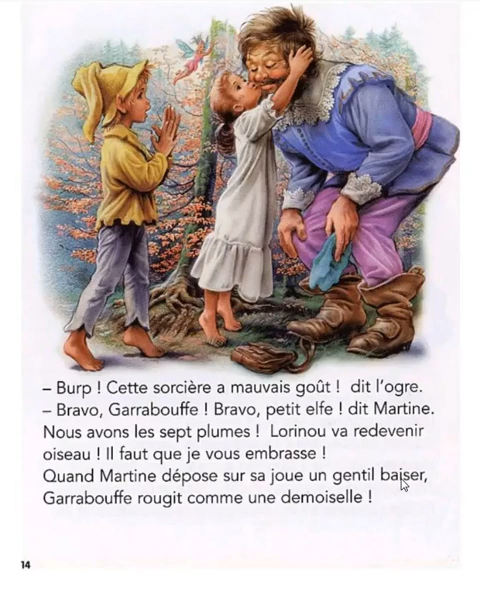 – Burp ! Cette sorcière a mauvais goût ! dit l'ogre.
– Bravo, Garrabouffe ! Bravo, petit elfe ! dit Martine.
Nous avons les sept plumes ! Lorinou va redevenir
oiseau ! Il faut que je vous embrasse !
Quand Martine dépose sur sa joue un gentil baiser,
Garrabouffe rougit comme une demoiselle !
14